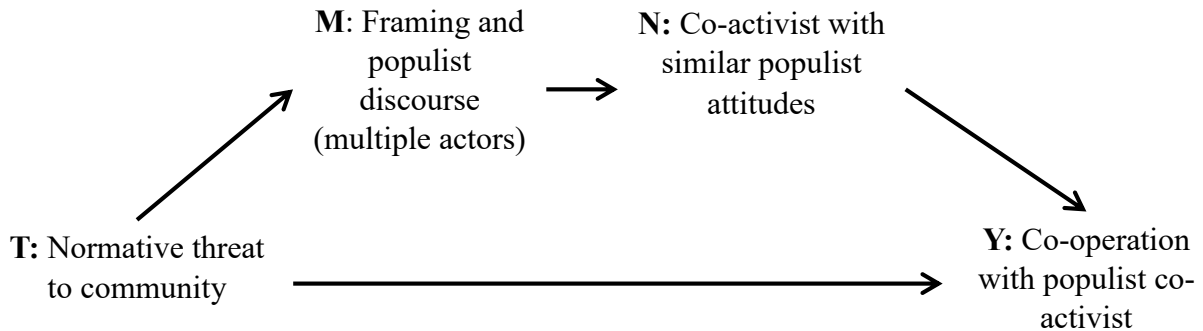 M: Framing and
populist
discourse
(multiple actors)
N: Co-activist with
similar populist
attitudes
T: Normative threat
to community
Y: Co-operation
with populist co-
activist